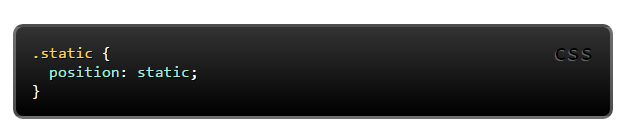 .static {
css
  position: static;
}